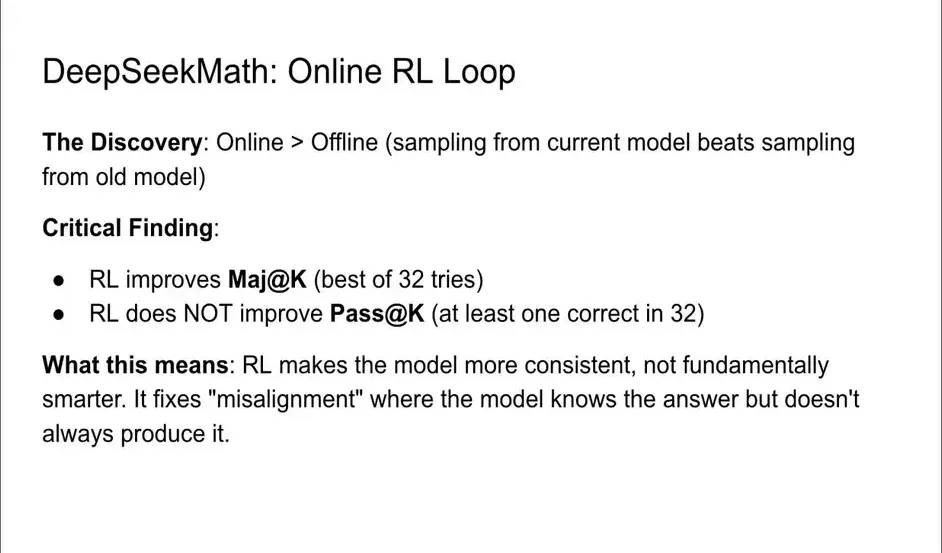 DeepSeekMath: Online RL Loop
The Discovery: Online > Offline (sampling from current model beats sampling
from old model)
Critical Finding:
● RL improves Maj@K (best of 32 tries)
● RL does NOT improve Pass@K (at least one correct in 32)
What this means: RL makes the model more consistent, not fundamentally
smarter. It fixes "misalignment" where the model knows the answer but doesn't
always produce it.